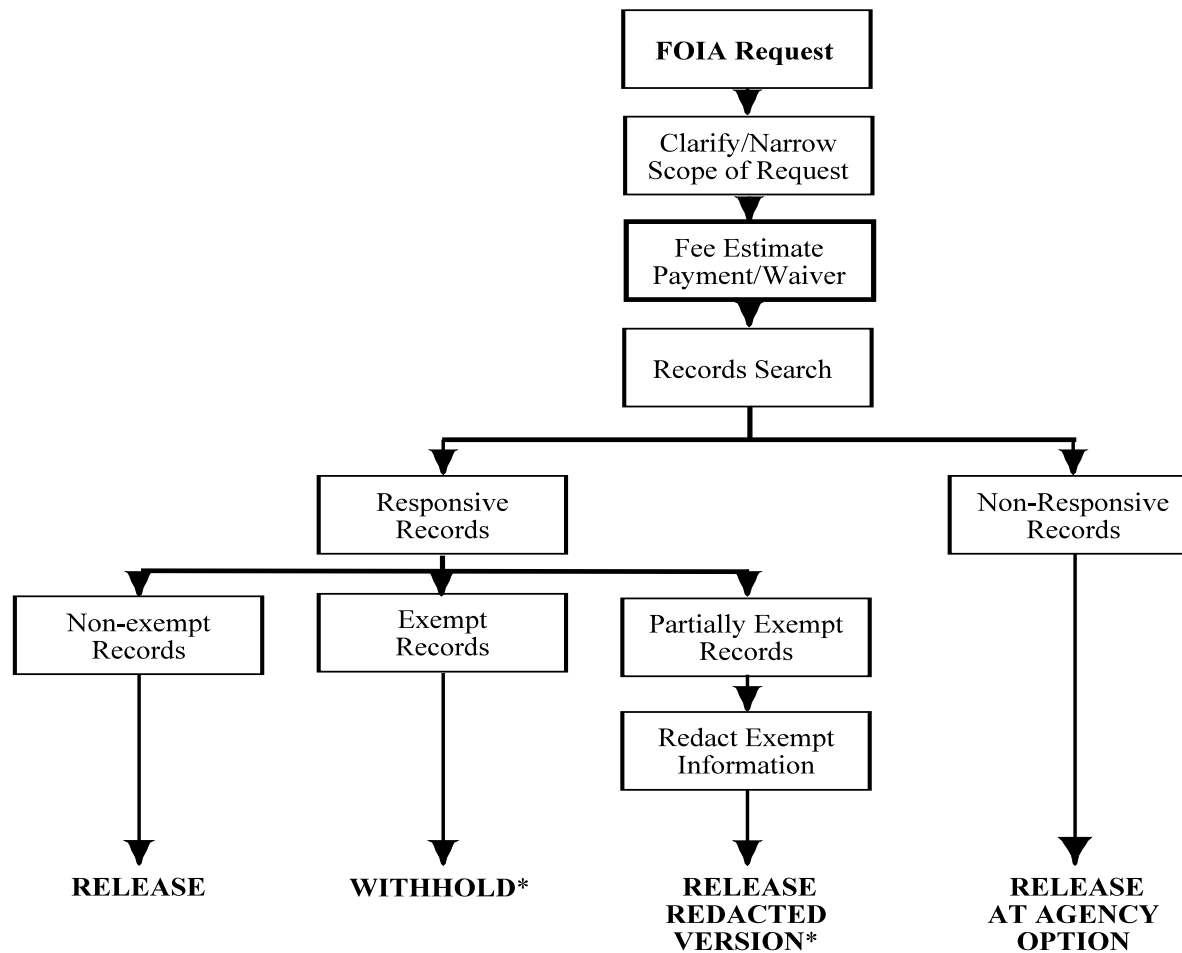 FOIA Request
Clarify/Narrow
Scope of Request
Fee Estimate
Payment/Waiver
Records Search
Responsive
Records
Non-Responsive
Records
Non-exempt
Records
Exempt
Records
Partially Exempt
Records
Redact Exempt
Information
RELEASE
WITHHOLD*
RELEASE
REDACTED
VERSION*
RELEASE
AT AGENCY
OPTION